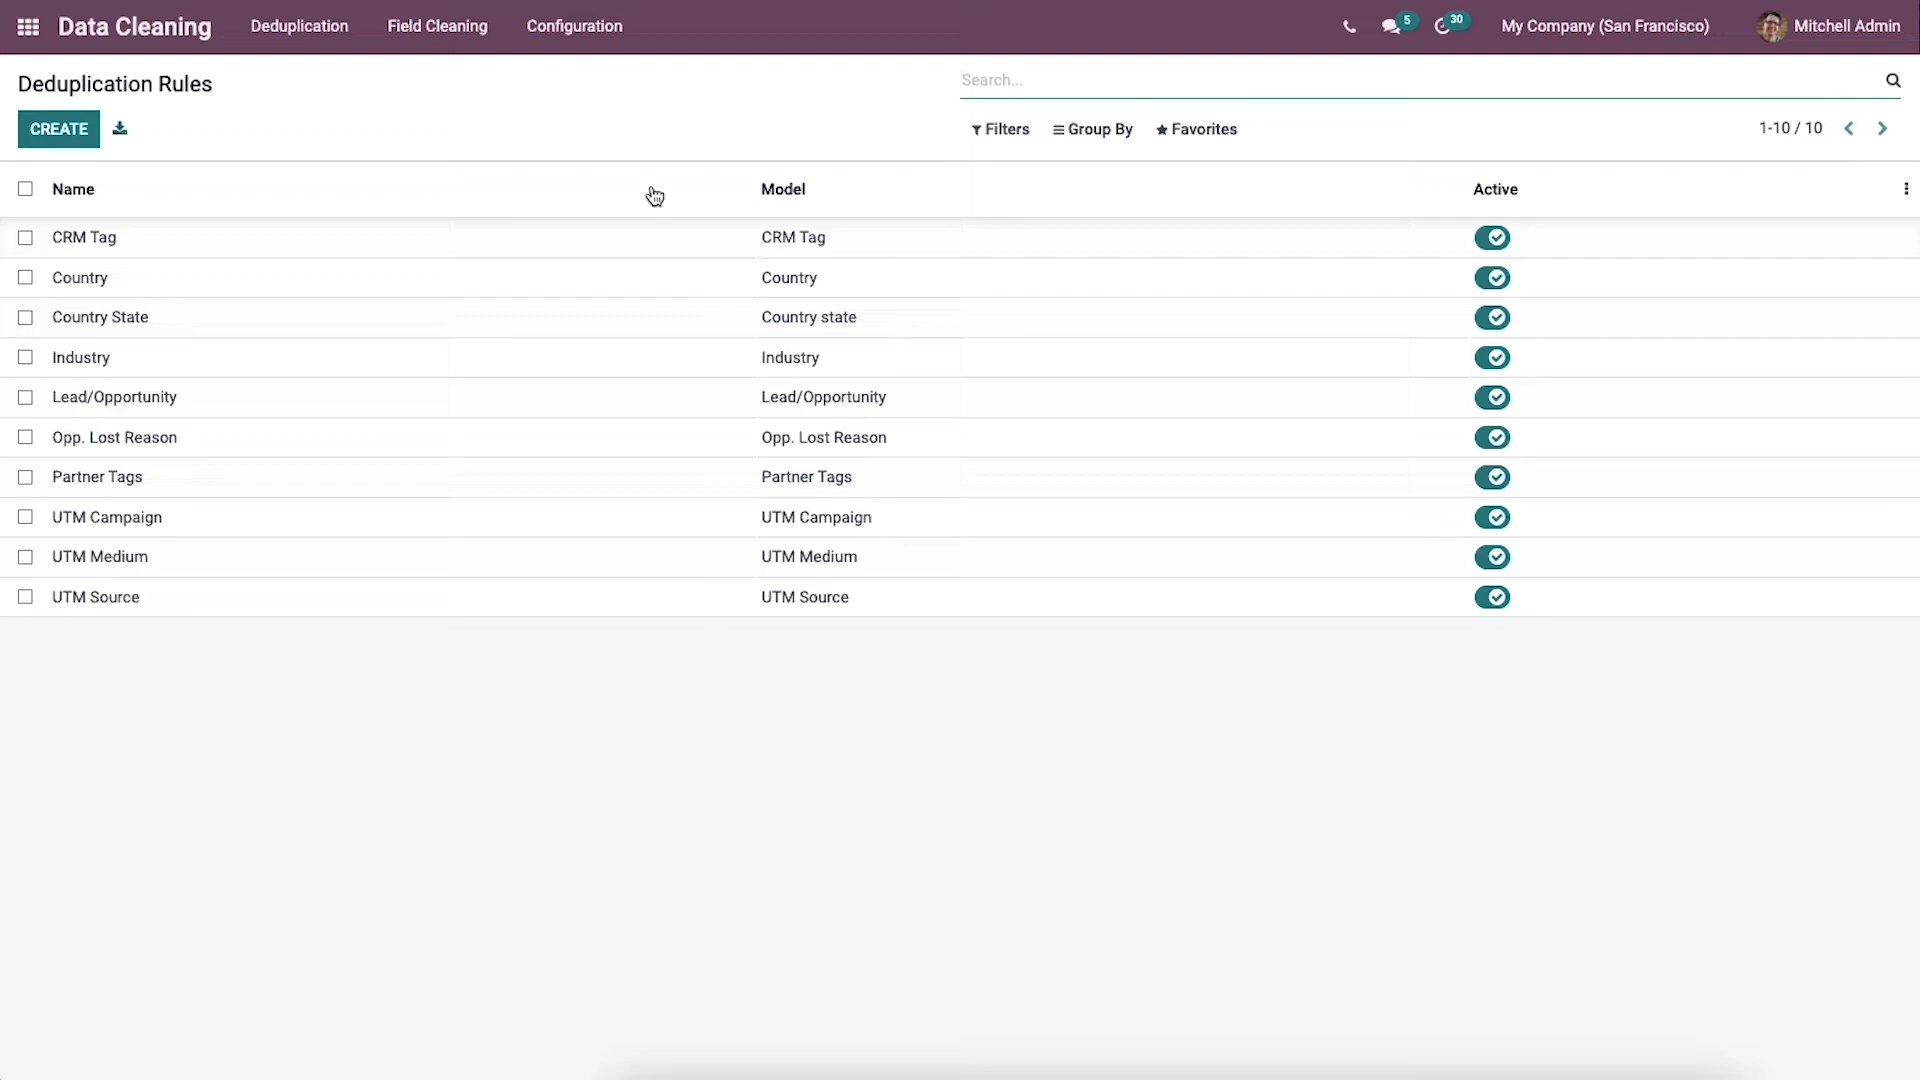 Data Cleaning Deduplication Field Cleaning Configuration 5 30 My Company (San Francisco) Mitchell Admin
Deduplication Rules Search...
CREATE Filters Group By Favorites 1-10 / 10
Name Model Active
CRM Tag CRM Tag
Country Country
Country State Country state
Industry Industry
Lead/Opportunity Lead/Opportunity
Opp. Lost Reason Opp. Lost Reason
Partner Tags Partner Tags
UTM Campaign UTM Campaign
UTM Medium UTM Medium
UTM Source UTM Source